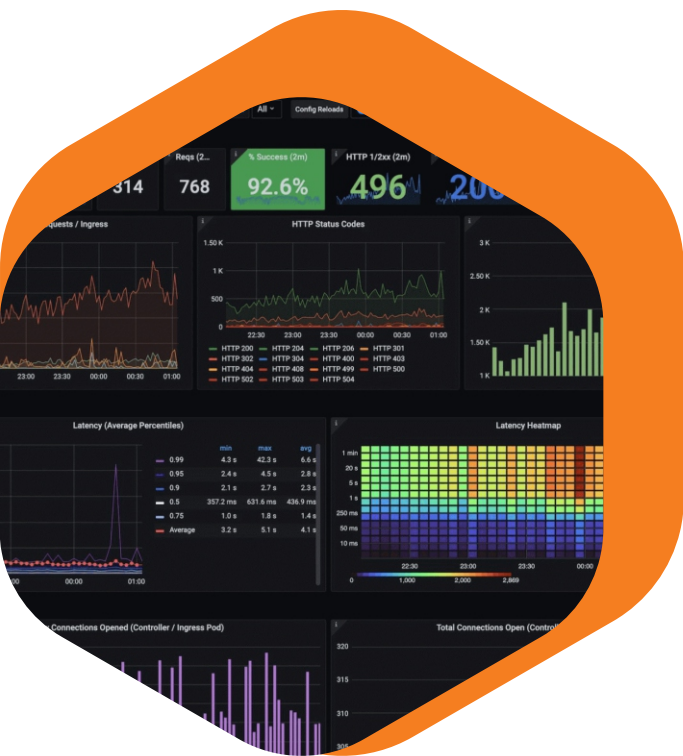 All
Config Reloads
Reqs (2...
% Success (2m)
HTTP 1/2xx (2m)
314
768
92.6%
496
200
quests / Ingress
23:00 23:30 00:00 00:30 01:00
HTTP Status Codes
1.50 K
1 K
500
0
22:30 23:00 23:30 00:00 00:30 01:00
HTTP 200 HTTP 204 HTTP 206 HTTP 301
HTTP 302 HTTP 304 HTTP 400 HTTP 403
HTTP 404 HTTP 408 HTTP 499 HTTP 500
HTTP 502 HTTP 503 HTTP 504
3 K
2.50 K
2 K
1.50 K
1 K
Latency (Average Percentiles)
min max avg
0.99 4.3 s 42.3 s 6.6 s
0.95 2.4 s 4.5 s 2.8 s
0.9 2.1 s 2.7 s 2.3 s
0.5 357.2 ms 631.6 ms 436.9 ms
0.75 1.0 s 1.8 s 1.4 s
Average 3.2 s 5.1 s 4.1 s
00:00 01:00
Latency Heatmap
1 min
20 s
5 s
1 s
250 ms
50 ms
10 ms
22:30 23:00 23:30 00:00
0 1,000 2,000 2,869
Connections Opened (Controller / Ingress Pod)
Total Connections Open (Control
320
315
310
305